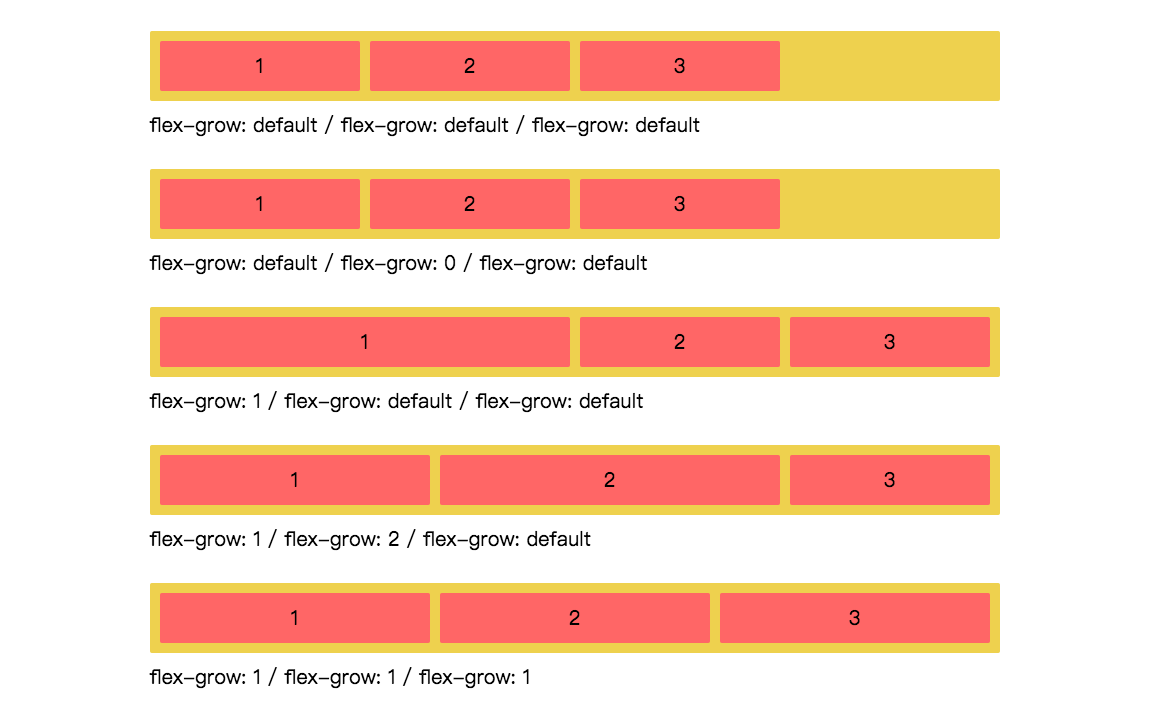 1 2 3
flex-grow: default / flex-grow: default / flex-grow: default
1 2 3
flex-grow: default / flex-grow: 0 / flex-grow: default
1 2 3
flex-grow: 1 / flex-grow: default / flex-grow: default
1 2 3
flex-grow: 1 / flex-grow: 2 / flex-grow: default
1 2 3
flex-grow: 1 / flex-grow: 1 / flex-grow: 1